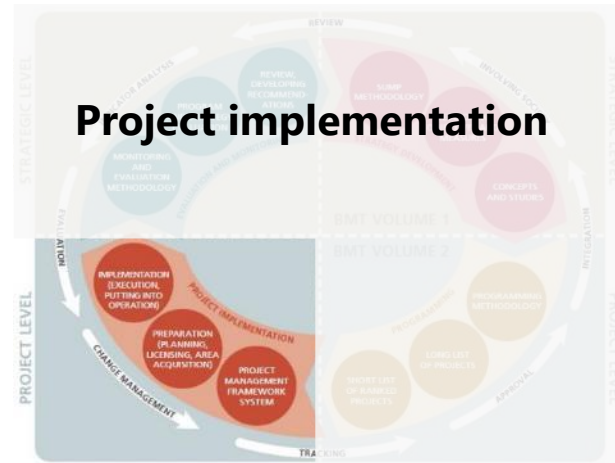 REVIEW
STRATEGIC LEVEL
REVIEW,
DEVELOPING
RECOMMEND-
ATIONS
SUMP
METHODOLOGY
Project implementation
MONITORING
AND
EVALUATION
METHODOLOGY
CONCEPTS
AND STUDIES
BMT VOLUME 1
BMT VOLUME 2
EVALUATION
INTEGRATION
PROJECT LEVEL
IMPLEMENTATION
(EXECUTION,
PUTTING INTO
OPERATION)
PROJECT IMPLEMENTATION
PROGRAMMING
PROGRAMMING
METHODOLOGY
PREPARATION
(PLANNING,
LICENSING, AREA
ACQUISITION)
LONG LIST
OF PROJECTS
PROJECT
MANAGEMENT
FRAMEWORK
SYSTEM
SHORT LIST
OF RANKED
PROJECTS
CHANGE MANAGEMENT
APPROVAL
TRACKING